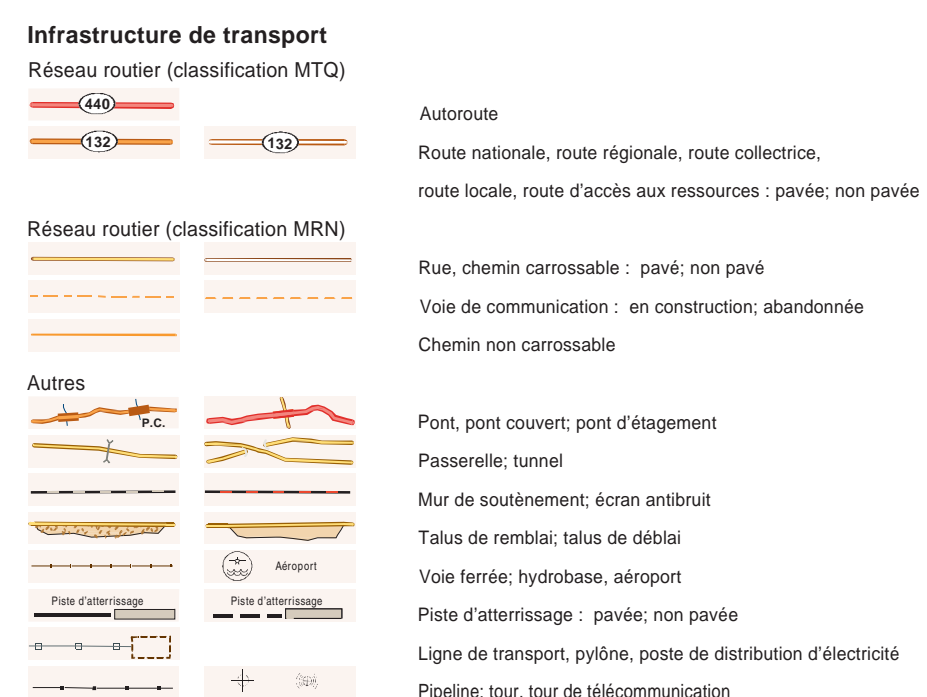 Infrastructure de transport
Réseau routier (classification MTQ)
440
Autoroute
132 132
Route nationale, route régionale, route collectrice,
route locale, route d'accès aux ressources : pavée; non pavée
Réseau routier (classification MRN)
Rue, chemin carrossable : pavé; non pavé
Voie de communication : en construction; abandonnée
Chemin non carrossable
Autres
P.C.
Pont, pont couvert; pont d'étagement
Passerelle; tunnel
Mur de soutènement; écran antibruit
Talus de remblai; talus de déblai
Aéroport
Voie ferrée; hydrobase, aéroport
Piste d'atterrissage Piste d'atterrissage
Piste d'atterrissage : pavée; non pavée
Ligne de transport, pylône, poste de distribution d'électricité
Pipeline; tour, tour de télécommunication